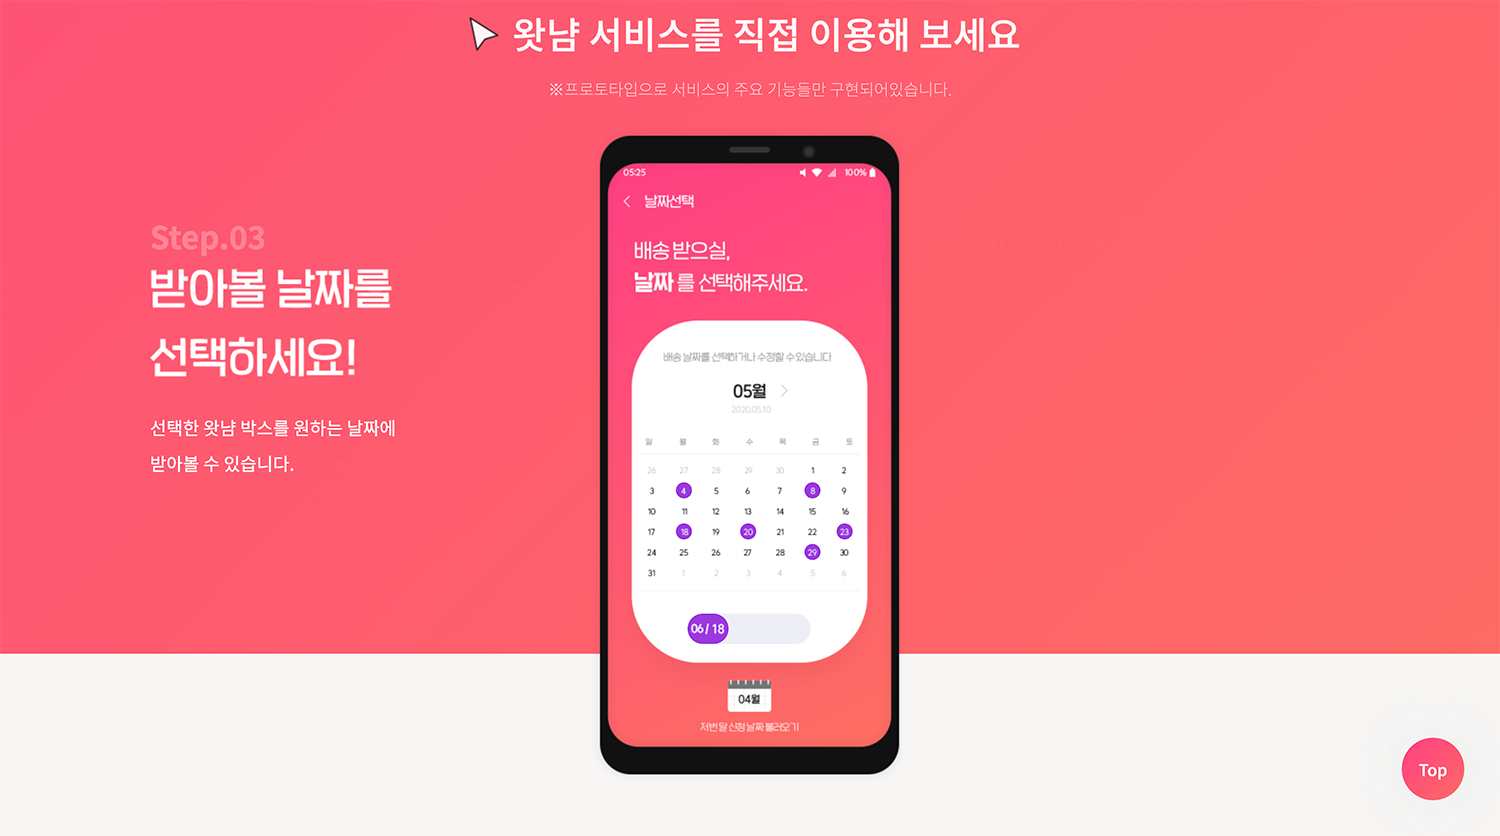 왓냠 서비스를 직접 이용해 보세요
※프로토타입으로 서비스의 주요 기능들만 구현되어있습니다.
Step.03
받아볼 날짜를
선택하세요!
선택한 왓냠 박스를 원하는 날짜에
받아볼 수 있습니다.
05:25 100%
날짜선택
배송 받으실,
날짜 를 선택해주세요.
배송 날짜를 선택하거나 수정할 수 있습니다
05월
2020.05.10
일 월 화 수 목 금 토
26 27 28 29 30 1 2
3 4 5 6 7 8 9
10 11 12 13 14 15 16
17 18 19 20 21 22 23
24 25 26 27 28 29 30
31 1 2 3 4 5 6
06 / 18
04월
저번 달 신청 날짜 불러오기
Top